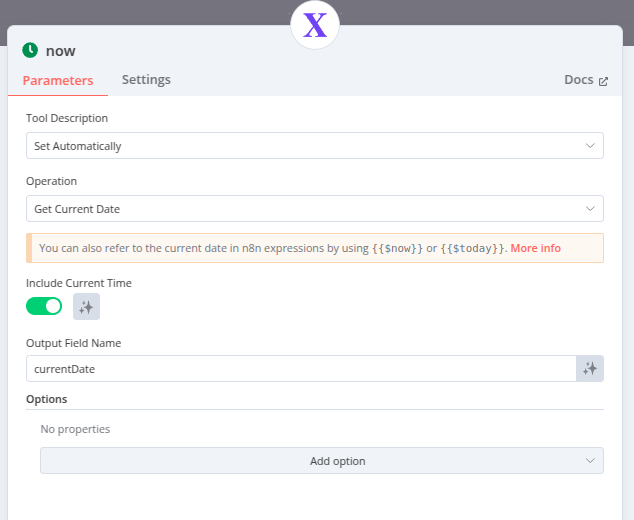 X
now
Parameters
Settings
Docs
Tool Description
Set Automatically
Operation
Get Current Date
You can also refer to the current date in n8n expressions by using {{$now}} or {{$today}}. More info
Include Current Time
Output Field Name
currentDate
Options
No properties
Add option